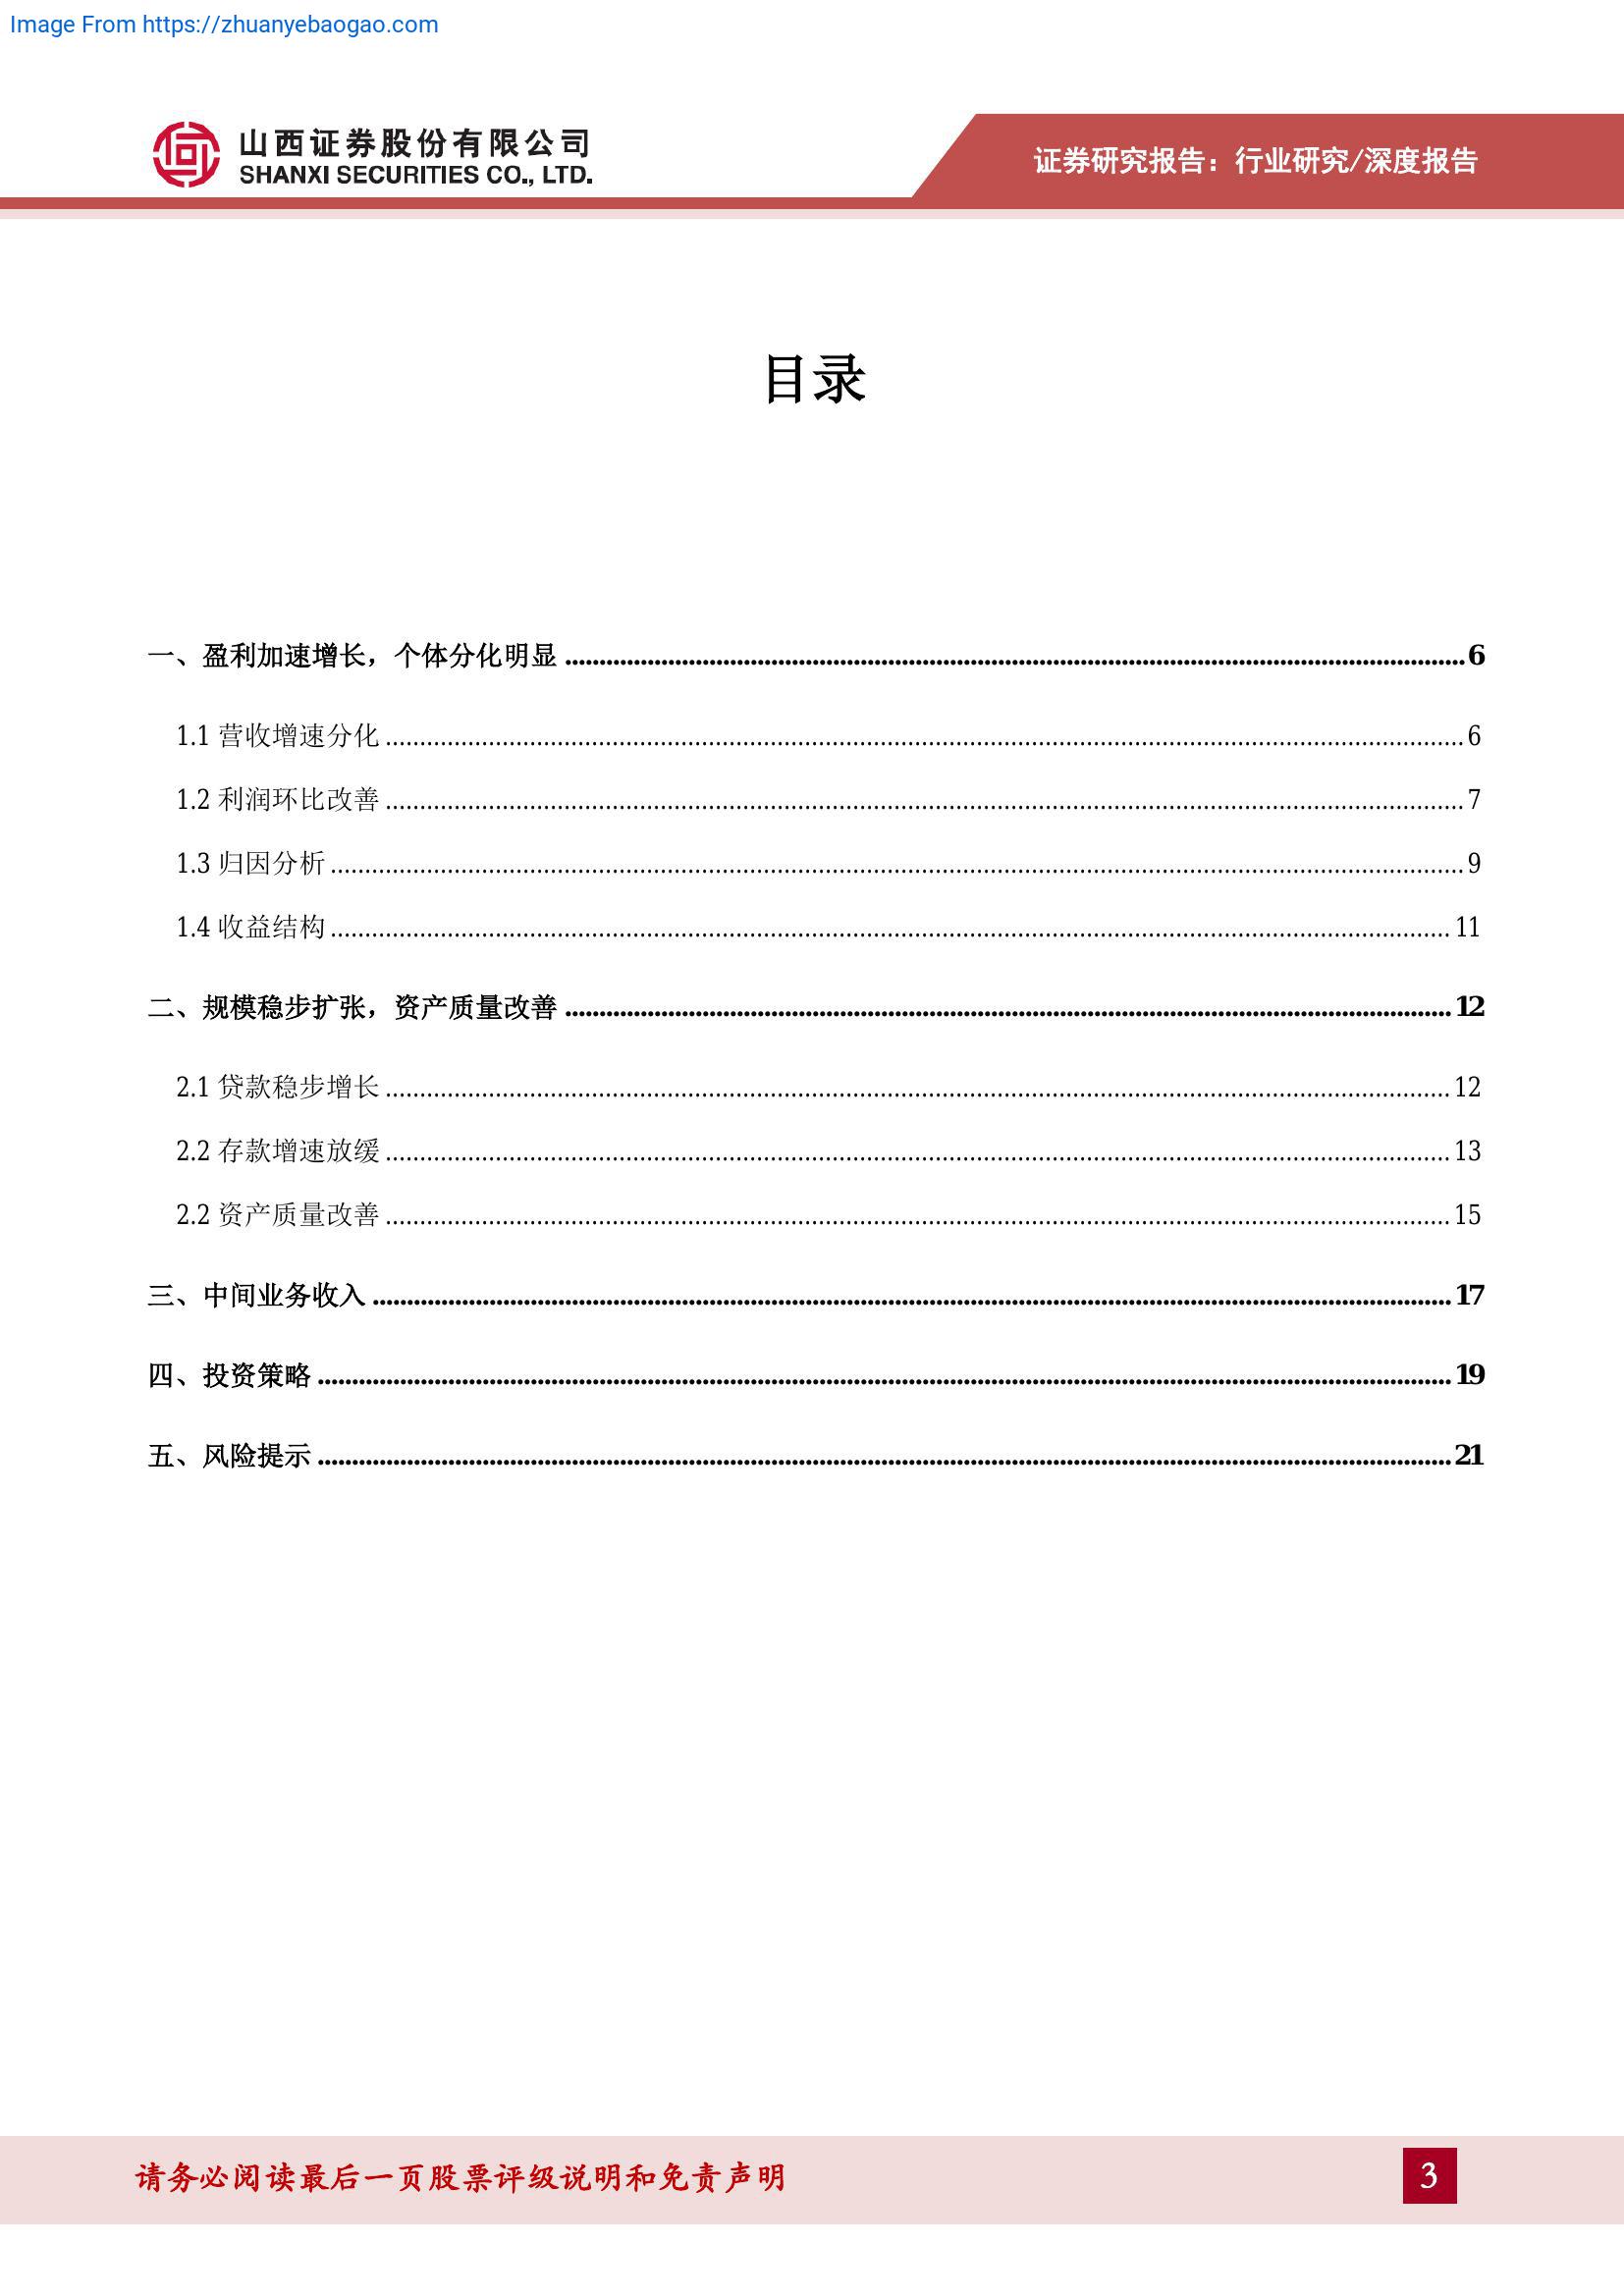 Image From https://zhuanyebaogao.com
山西证券股份有限公司
SHANXI SECURITIES CO., LTD.
证券研究报告：行业研究/深度报告
目录
一、盈利加速增长，个体分化明显 6
1.1 营收增速分化 6
1.2 利润环比改善 7
1.3 归因分析 9
1.4 收益结构 11
二、规模稳步扩张，资产质量改善 12
2.1 贷款稳步增长 12
2.2 存款增速放缓 13
2.2 资产质量改善 15
三、中间业务收入 17
四、投资策略 19
五、风险提示 21
请务必阅读最后一页股票评级说明和免责声明
3